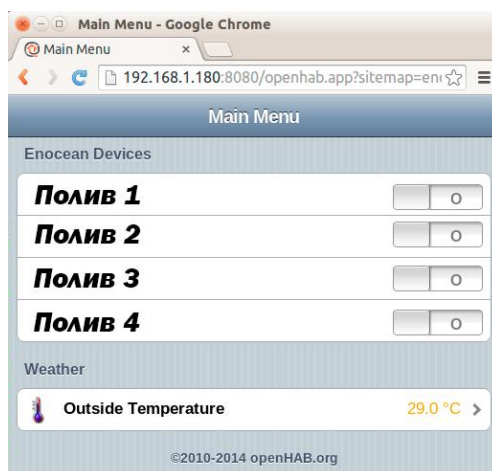 Main Menu - Google Chrome
Main Menu ×
192.168.1.180:8080/openhab.app?sitemap=en
Main Menu
Enocean Devices
Полив 1 O
Полив 2 O
Полив 3 O
Полив 4 O
Weather
Outside Temperature 29.0 °C
©2010-2014 openHAB.org